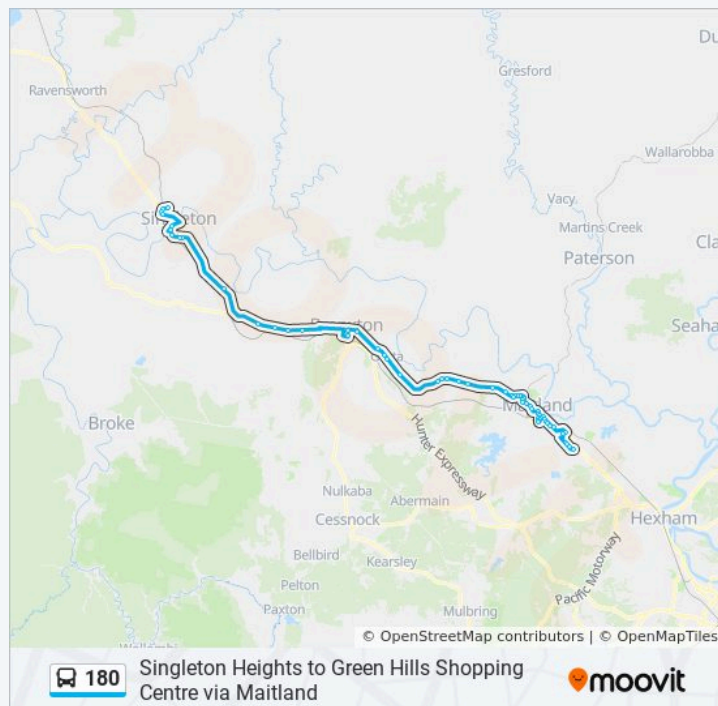 Du
Gresford
Ravensworth
Wallarobba
Vacy
Martins Creek
Paterson
Cla
Seaha
Hunter Expressway
Broke
Nulkaba
Abermain
Cessnock
Hexham
Bellbird
Kearsley
Pelton
Paxton
Mulbring
Pacific Motorway
© OpenStreetMap contributors | © OpenMapTiles
180
Singleton Heights to Green Hills Shopping
Centre via Maitland
moovit